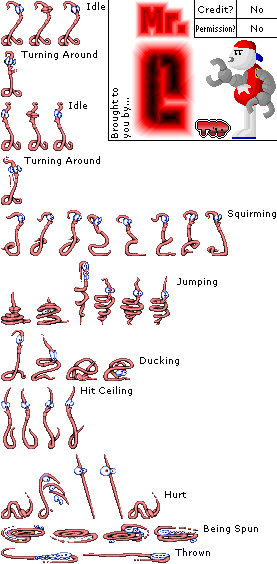 Idle
Turning Around
Idle
Turning Around
Squirming
Jumping
Ducking
Hit Ceiling
Hurt
Being Spun
Thrown
Brought to
you by...
Mr.
C
Credit? No
Permission? No